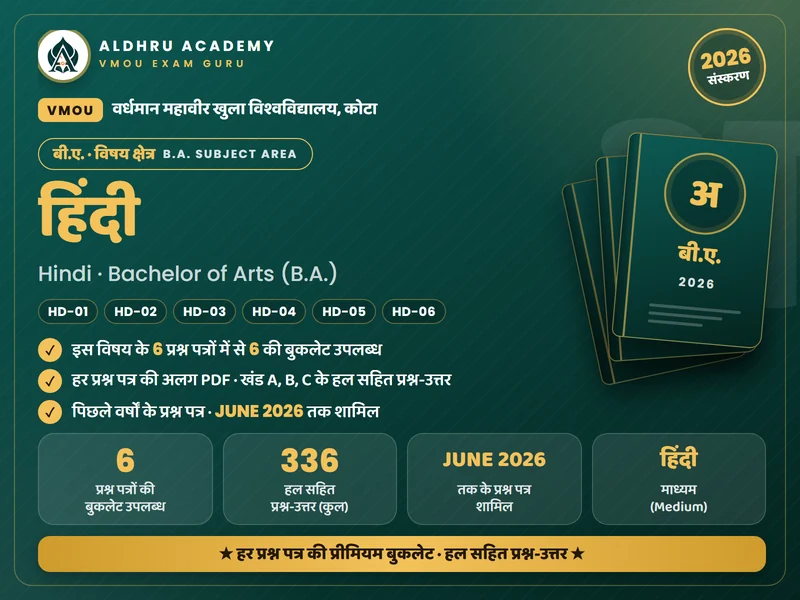 ALDHRU ACADEMY
VMOU EXAM GURU
2026
संस्करण
VMOU वर्धमान महावीर खुला विश्वविद्यालय, कोटा
बी.ए. · विषय क्षेत्र B.A. SUBJECT AREA
हिंदी
Hindi · Bachelor of Arts (B.A.)
HD-01 HD-02 HD-03 HD-04 HD-05 HD-06
अ
बी.ए.
2026
✓ इस विषय के 6 प्रश्न पत्रों में से 6 की बुकलेट उपलब्ध
✓ हर प्रश्न पत्र की अलग PDF · खंड A, B, C के हल सहित प्रश्न-उत्तर
✓ पिछले वर्षों के प्रश्न पत्र · JUNE 2026 तक शामिल
6
प्रश्न पत्रों की
बुकलेट उपलब्ध
336
हल सहित
प्रश्न-उत्तर (कुल)
JUNE 2026
तक के प्रश्न पत्र
शामिल
हिंदी
माध्यम
(Medium)
★ हर प्रश्न पत्र की प्रीमियम बुकलेट · हल सहित प्रश्न-उत्तर ★